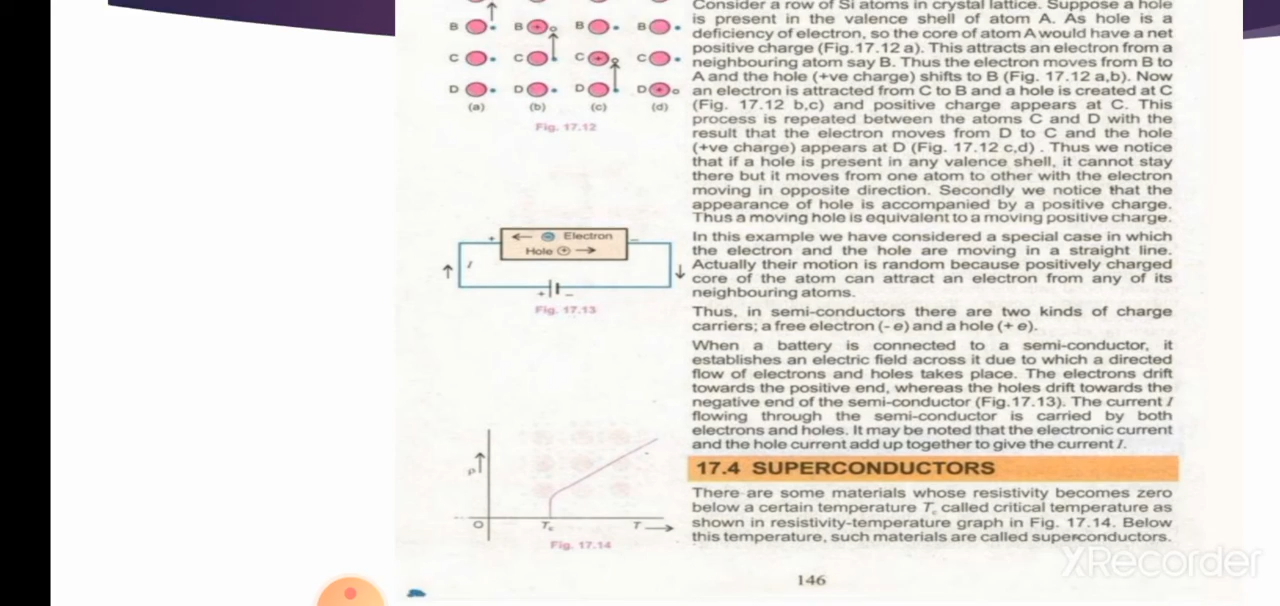 B B B B
C C C C
D D D D
(a) (b) (c) (d)
Fig. 17.12
+ Electron −
Hole
I
+ −
Fig. 17.13
ρ
O Tc T
Fig. 17.14
Consider a row of Si atoms in crystal lattice. Suppose a hole
is present in the valence shell of atom A. As hole is a
deficiency of electron, so the core of atom A would have a net
positive charge (Fig.17.12 a). This attracts an electron from a
neighbouring atom say B. Thus the electron moves from B to
A and the hole (+ve charge) shifts to B (Fig. 17.12 a,b). Now
an electron is attracted from C to B and a hole is created at C
(Fig. 17.12 b,c) and positive charge appears at C. This
process is repeated between the atoms C and D with the
result that the electron moves from D to C and the hole
(+ve charge) appears at D (Fig. 17.12 c,d) . Thus we notice
that if a hole is present in any valence shell, it cannot stay
there but it moves from one atom to other with the electron
moving in opposite direction. Secondly we notice that the
appearance of hole is accompanied by a positive charge.
Thus a moving hole is equivalent to a moving positive charge.
In this example we have considered a special case in which
the electron and the hole are moving in a straight line.
Actually their motion is random because positively charged
core of the atom can attract an electron from any of its
neighbouring atoms.
Thus, in semi-conductors there are two kinds of charge
carriers; a free electron (- e) and a hole (+ e).
When a battery is connected to a semi-conductor, it
establishes an electric field across it due to which a directed
flow of electrons and holes takes place. The electrons drift
towards the positive end, whereas the holes drift towards the
negative end of the semi-conductor (Fig.17.13). The current I
flowing through the semi-conductor is carried by both
electrons and holes. It may be noted that the electronic current
and the hole current add up together to give the current I.
17.4 SUPERCONDUCTORS
There are some materials whose resistivity becomes zero
below a certain temperature Tc called critical temperature as
shown in resistivity-temperature graph in Fig. 17.14. Below
this temperature, such materials are called superconductors.
146
XRecorder